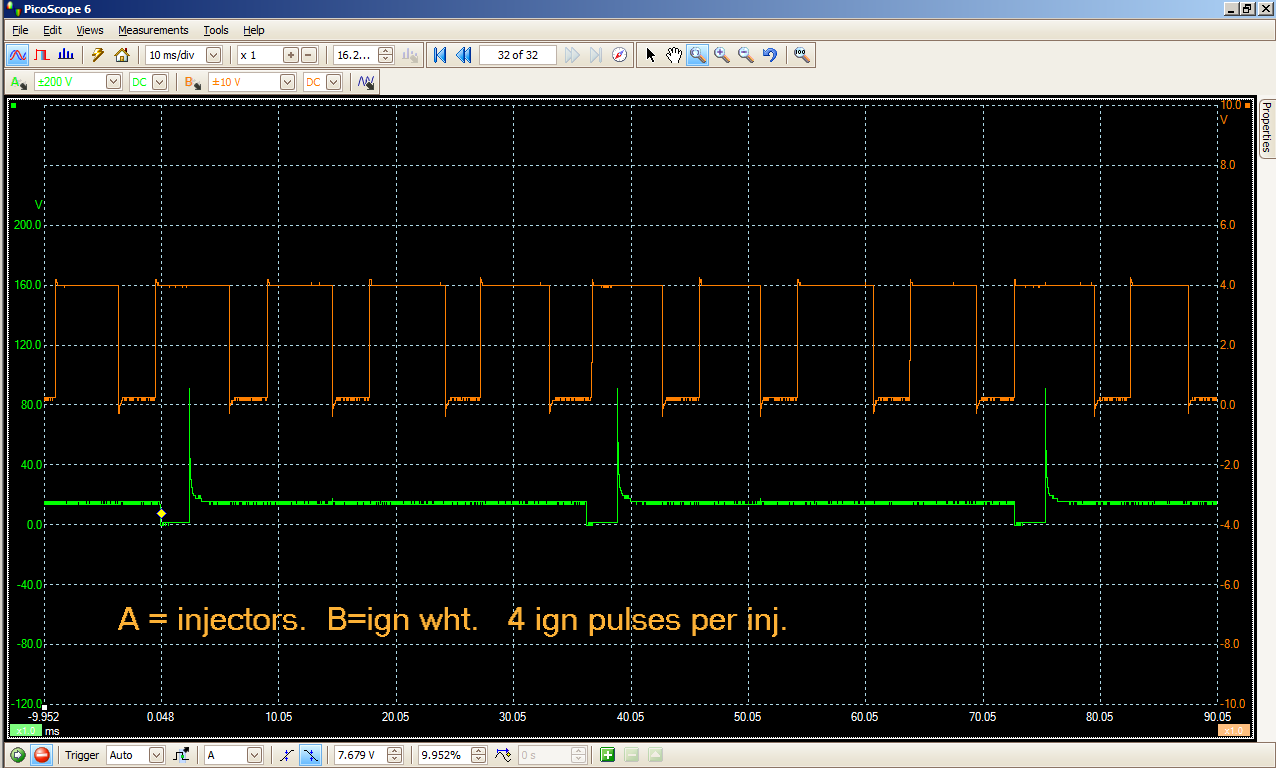 PicoScope 6
File Edit Views Measurements Tools Help
10 ms/div x 1 16.2... 32 of 32
A ±200 V DC B ±10 V DC
Properties
10.0
V
8.0
V
200.0 6.0
160.0 4.0
120.0 2.0
80.0 0.0
40.0 -2.0
0.0 -4.0
-40.0 -6.0
A = injectors. B=ign wht. 4 ign pulses per inj.
-80.0 -8.0
-120.0 -10.0
-9.952 0.048 10.05 20.05 30.05 40.05 50.05 60.05 70.05 80.05 90.05
x1.0 ms x1.0
Trigger Auto A 7.679 V 9.952% 0 s